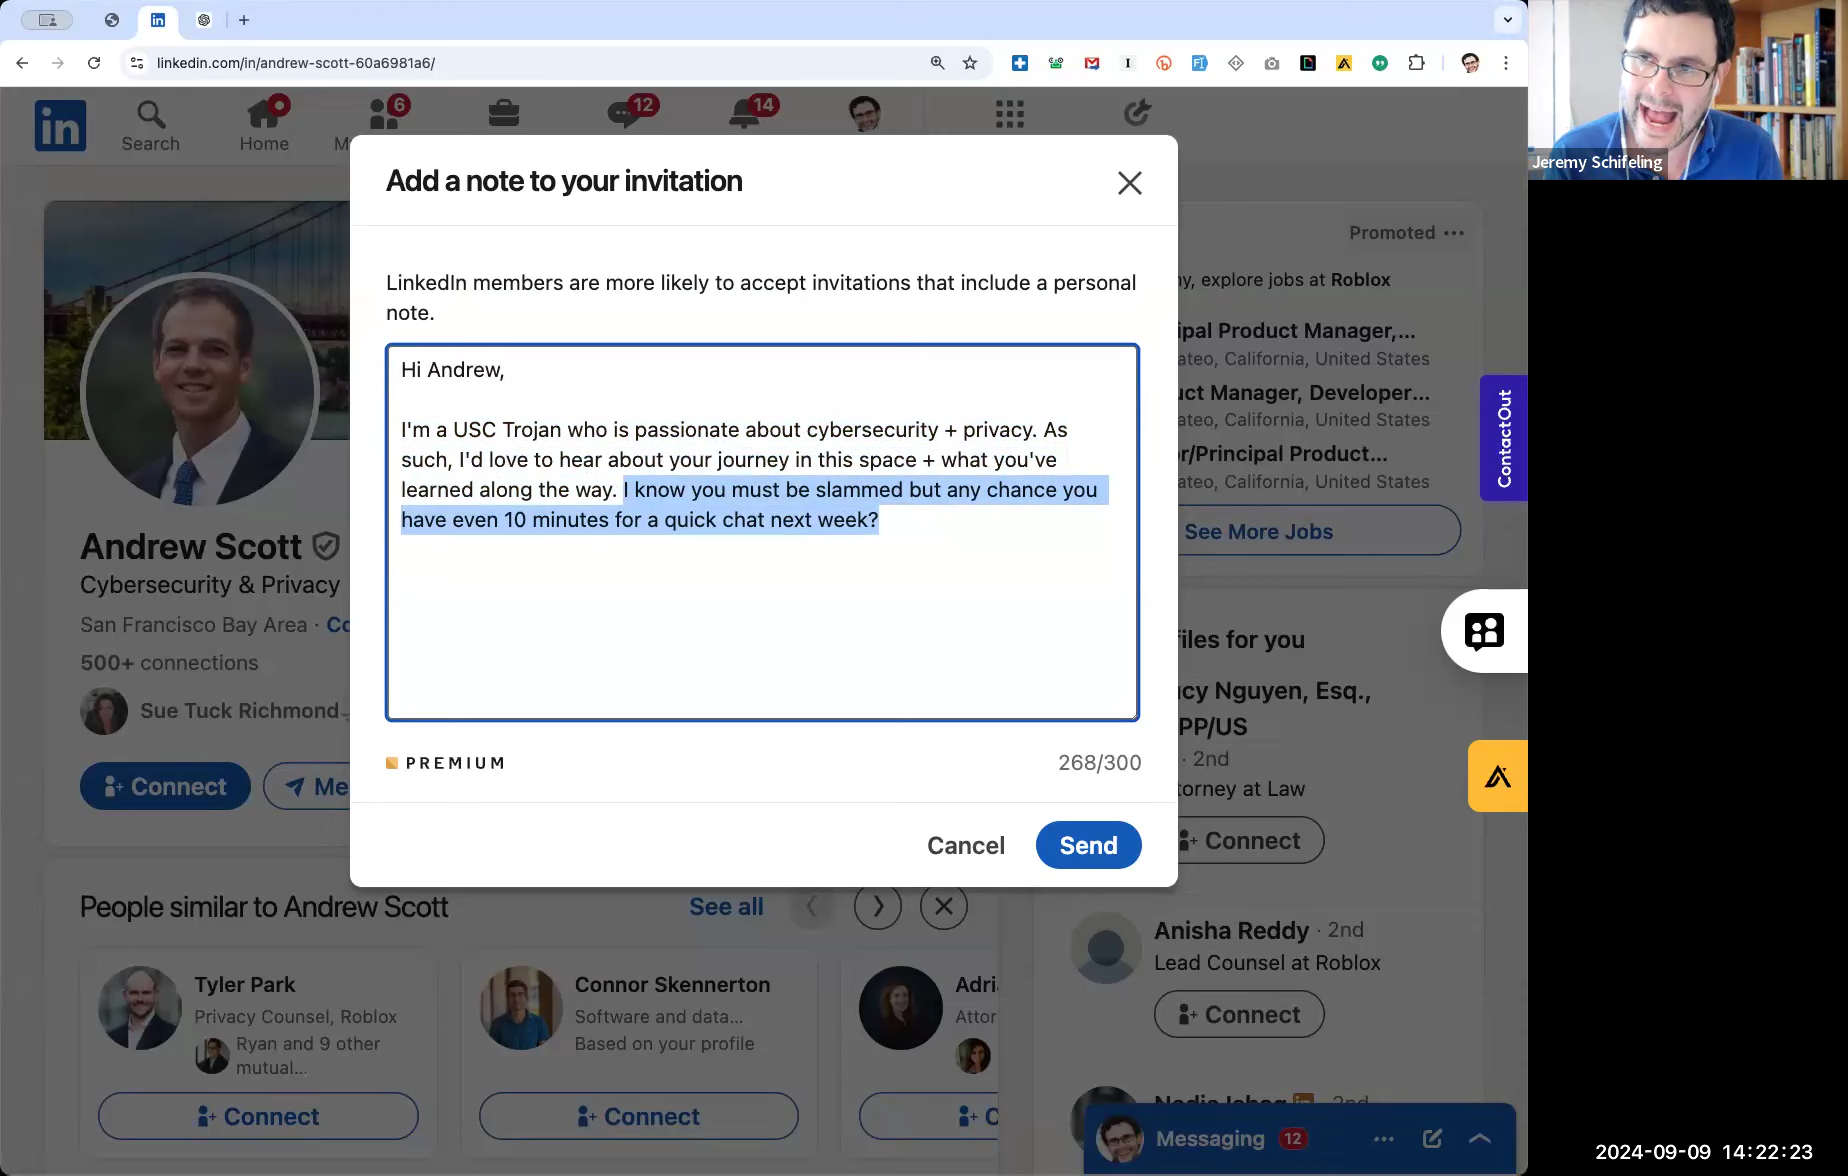 linkedin.com/in/andrew-scott-60a6981a6/
Jeremy Schifeling
in
Search
Home
M
6
12
14
Add a note to your invitation
LinkedIn members are more likely to accept invitations that include a personal
note.
Hi Andrew,
I'm a USC Trojan who is passionate about cybersecurity + privacy. As
such, I'd love to hear about your journey in this space + what you've
learned along the way. I know you must be slammed but any chance you
have even 10 minutes for a quick chat next week?
PREMIUM
268/300
Cancel
Send
Andrew Scott
Cybersecurity & Privacy
San Francisco Bay Area · Co
500+ connections
Sue Tuck Richmond
Connect
Me
Promoted
ny, explore jobs at Roblox
ipal Product Manager,...
ateo, California, United States
uct Manager, Developer...
ateo, California, United States
or/Principal Product...
ateo, California, United States
See More Jobs
ContactOut
files for you
cy Nguyen, Esq.,
PP/US
· 2nd
torney at Law
Connect
Anisha Reddy · 2nd
Lead Counsel at Roblox
Connect
2nd
People similar to Andrew Scott
See all
Tyler Park
Privacy Counsel, Roblox
Ryan and 9 other
mutual...
Connect
Connor Skennerton
Software and data...
Based on your profile
Connect
Adri
Attor
C
Messaging 12
2024-09-09 14:22:23